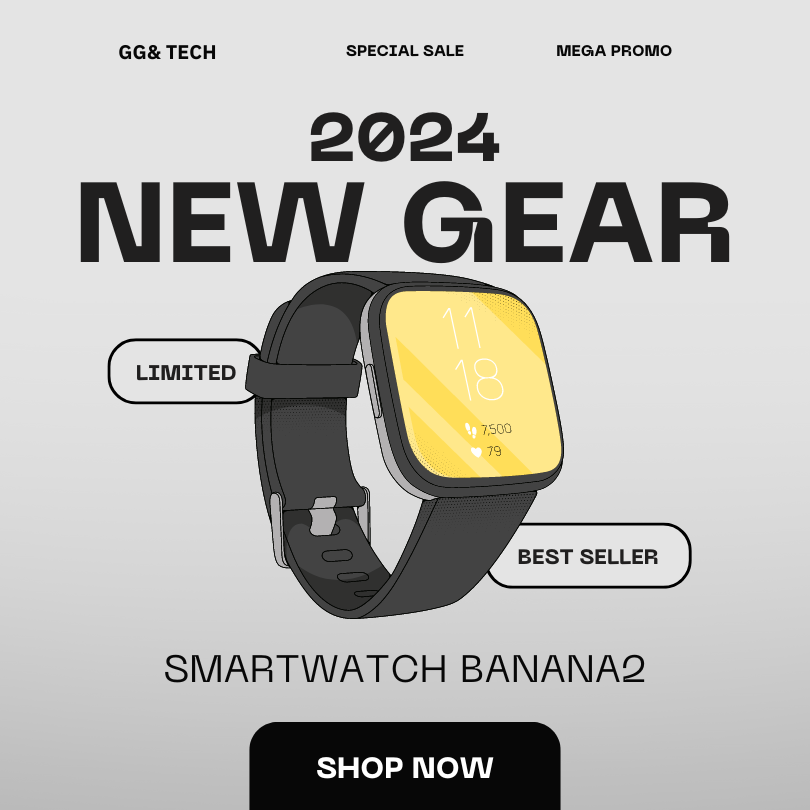 GG& TECH
SPECIAL SALE
MEGA PROMO
2024
NEW GEAR
LIMITED
11
18
7,500
79
BEST SELLER
SMARTWATCH BANANA2
SHOP NOW